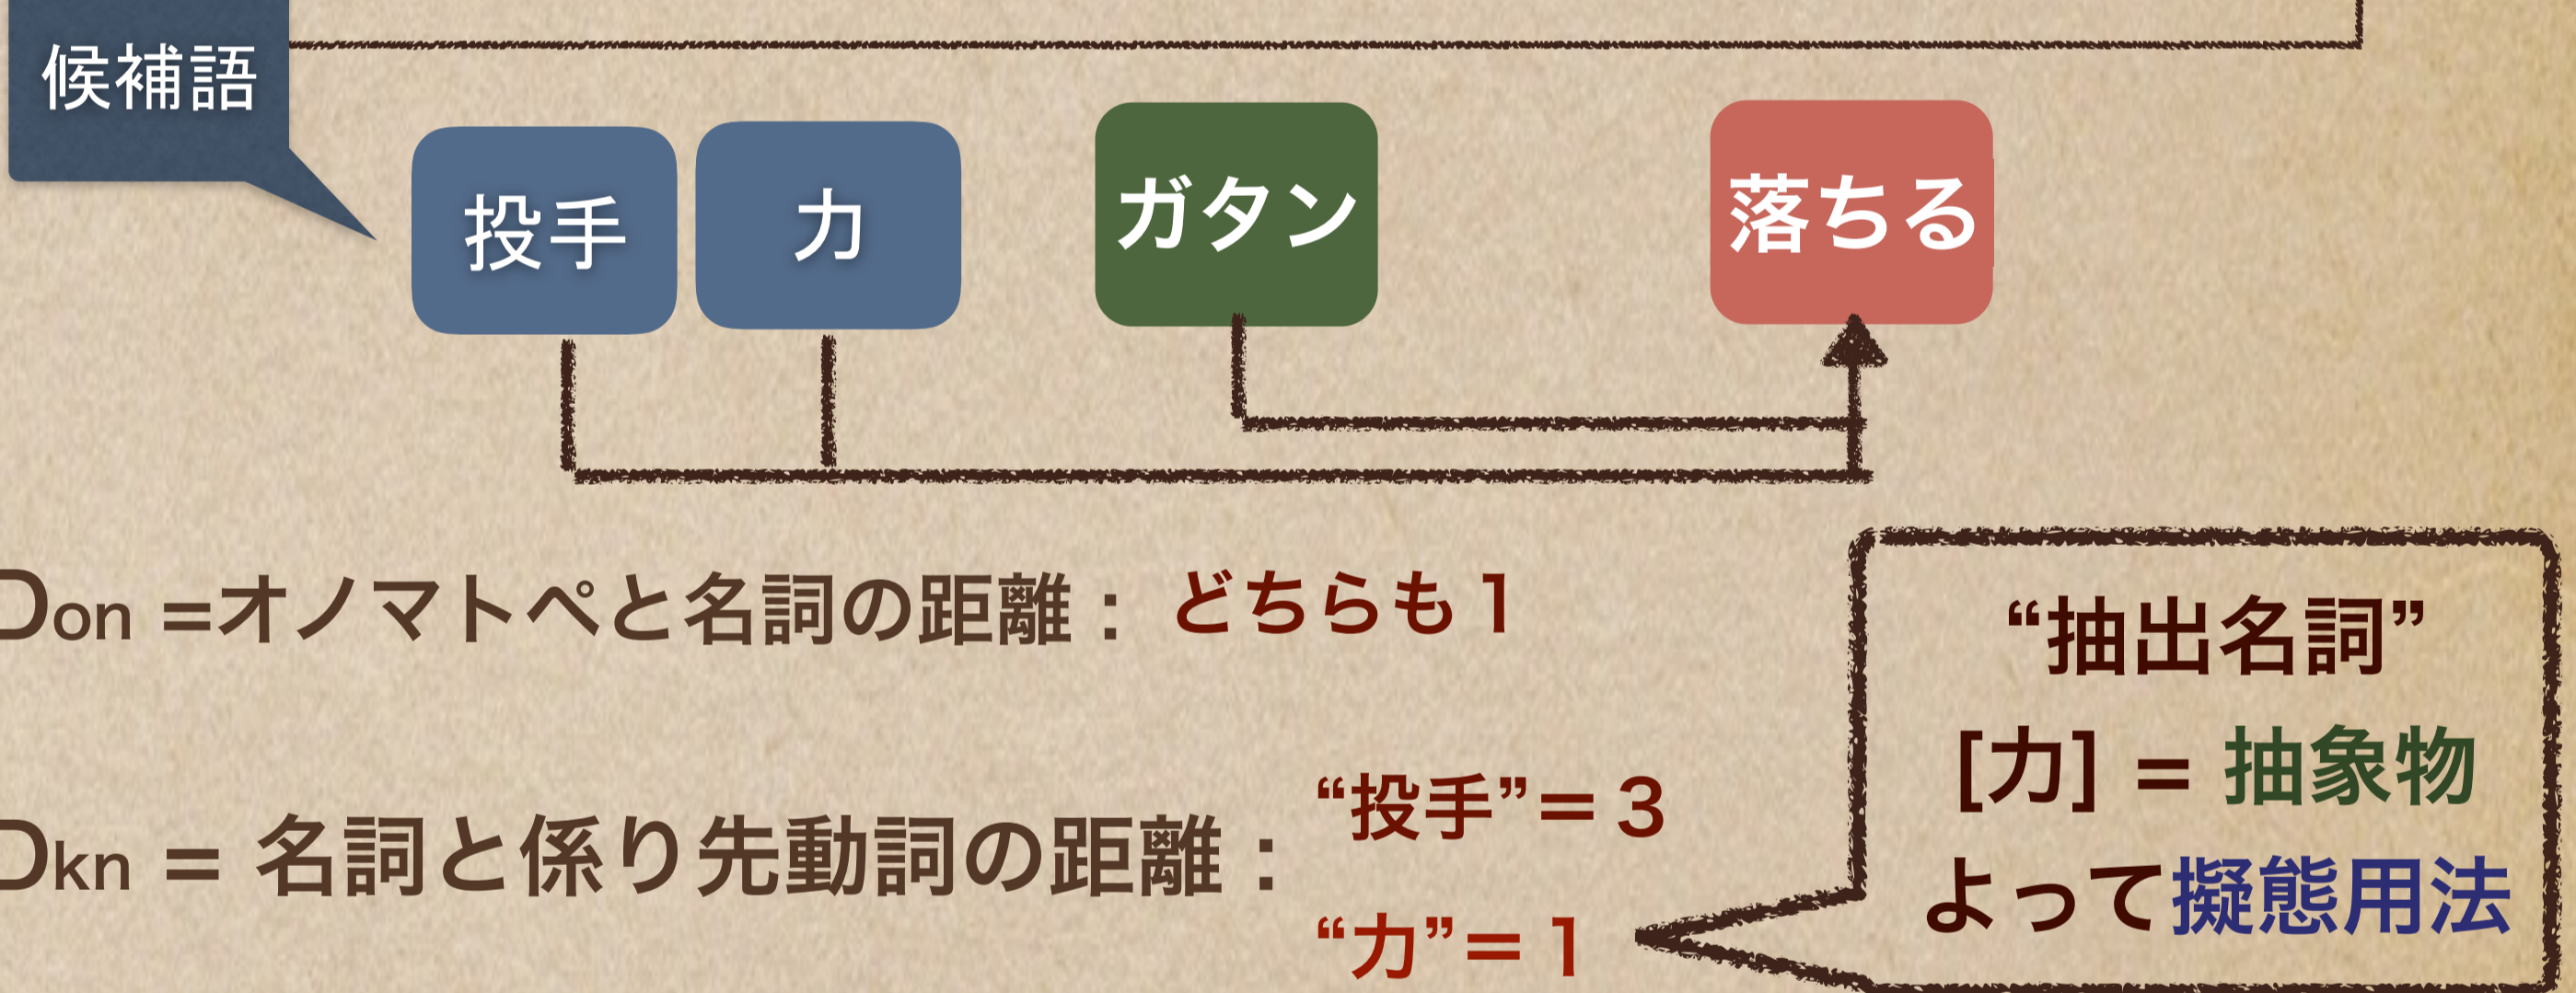 候補語
投手 力 ガタン 落ちる
Don =オノマトペと名詞の距離： どちらも１
Dkn = 名詞と係り先動詞の距離：
“投手”＝３
“力”＝１
“抽出名詞”
[力] = 抽象物
よって擬態用法